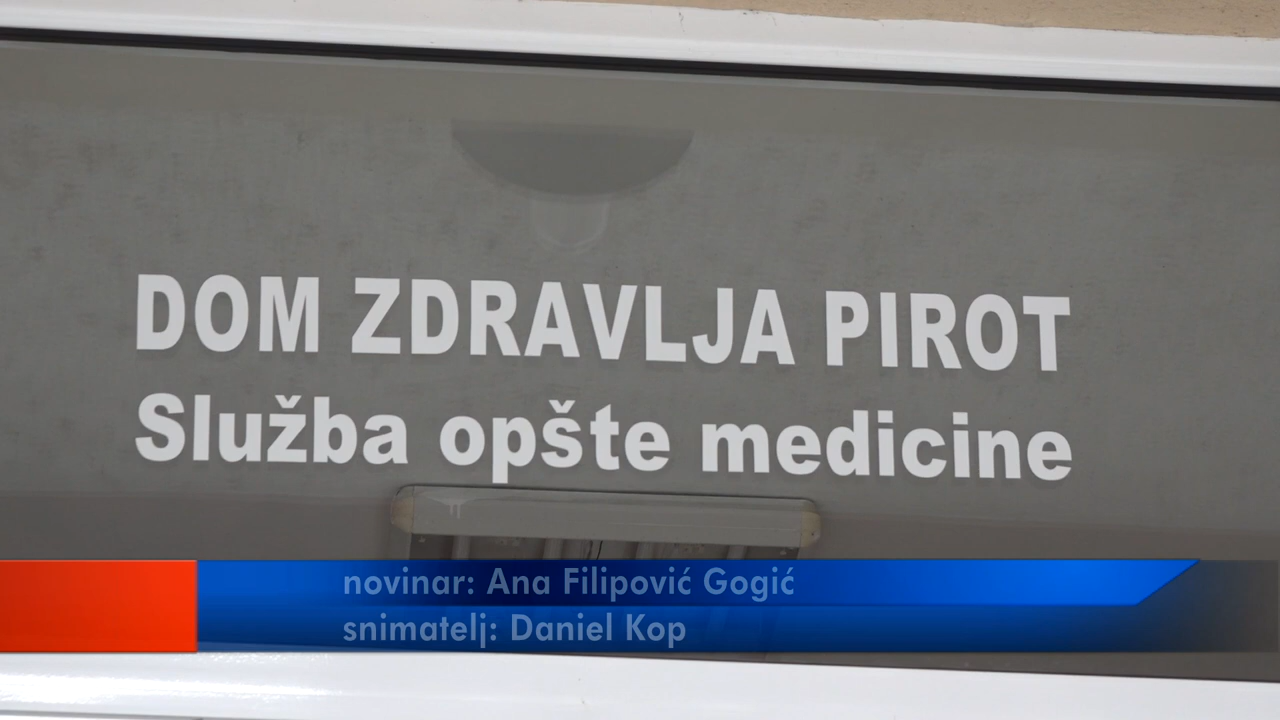 DOM ZDRAVLJA PIROT
Služba opšte medicine
novinar: Ana Filipović Gogić
snimatelj: Daniel Kop